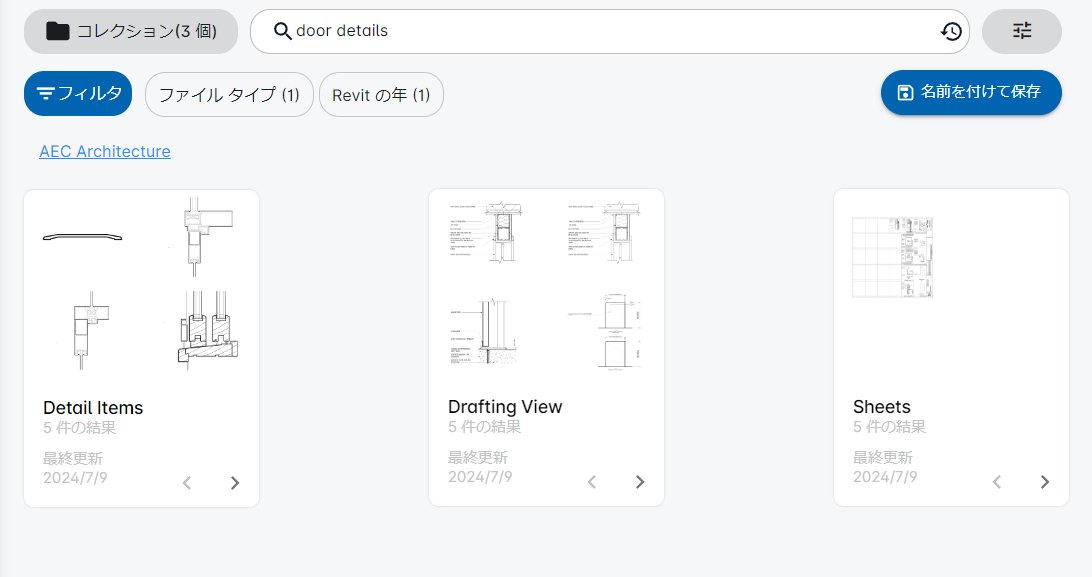 コレクション(3 個)
door details
フィルタ
ファイル タイプ (1)
Revit の年 (1)
名前を付けて保存
AEC Architecture
Detail Items
5 件の結果
最終更新
2024/7/9
Drafting View
5 件の結果
最終更新
2024/7/9
Sheets
5 件の結果
最終更新
2024/7/9